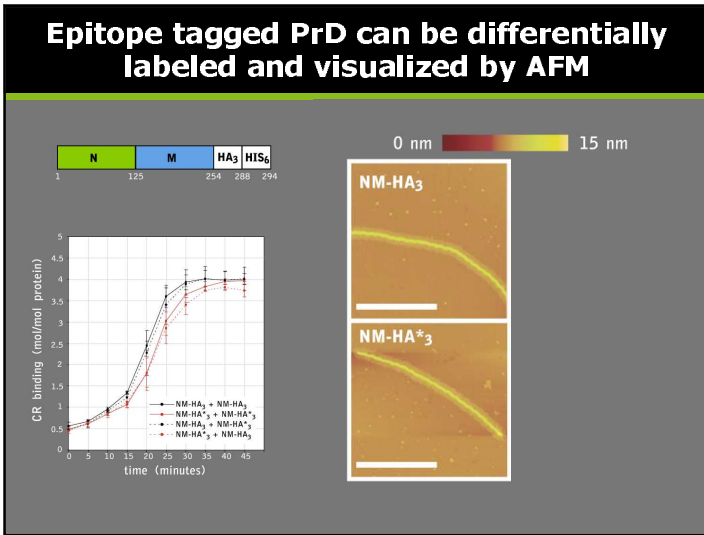 Epitope tagged PrD can be differentially
labeled and visualized by AFM
N M HA3 HIS6
1 125 254 288 294
0 nm 15 nm
NM-HA3
NM-HA*3
CR binding (mol/mol protein)
5
4.5
4
3.5
3
2.5
2
1.5
1
0.5
0
NM-HA3 + NM-HA3
NM-HA*3 + NM-HA*3
NM-HA3 + NM-HA*3
NM-HA*3 + NM-HA3
0 5 10 15 20 25 30 35 40 45
time (minutes)